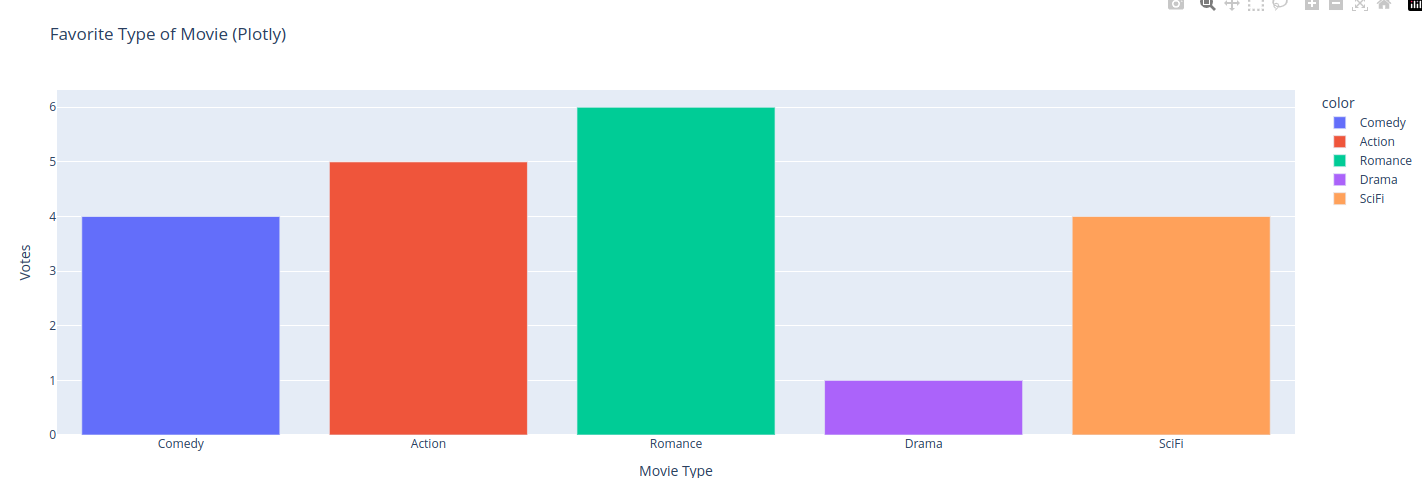 Favorite Type of Movie (Plotly)
6
5
4
3
2
1
0
Votes
Comedy
Action
Romance
Drama
SciFi
Movie Type
color
Comedy
Action
Romance
Drama
SciFi